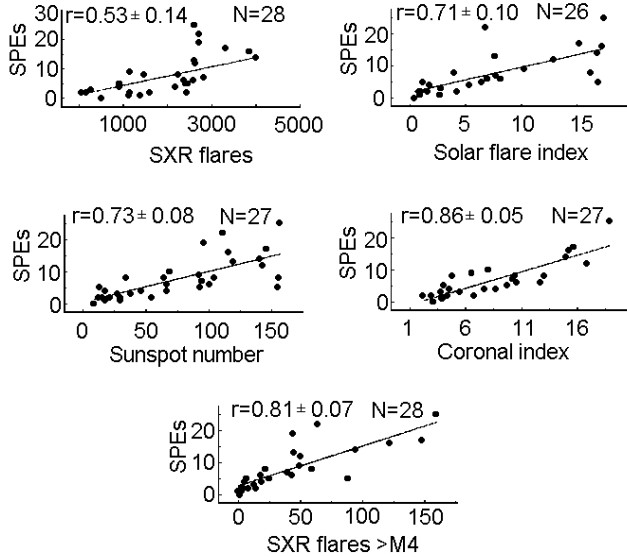 r=0.53± 0.14 N=28
SPEs
30
20
10
0
1000 3000 5000
SXR flares
r=0.71± 0.10 N=26
SPEs
20
10
0
0 5 10 15
Solar flare index
r=0.73± 0.08 N=27
SPEs
20
10
0
0 50 100 150
Sunspot number
r=0.86± 0.05 N=27
SPEs
20
10
0
1 6 11 16
Coronal index
r=0.81± 0.07 N=28
SPEs
20
10
0
0 50 100 150
SXR flares >M4